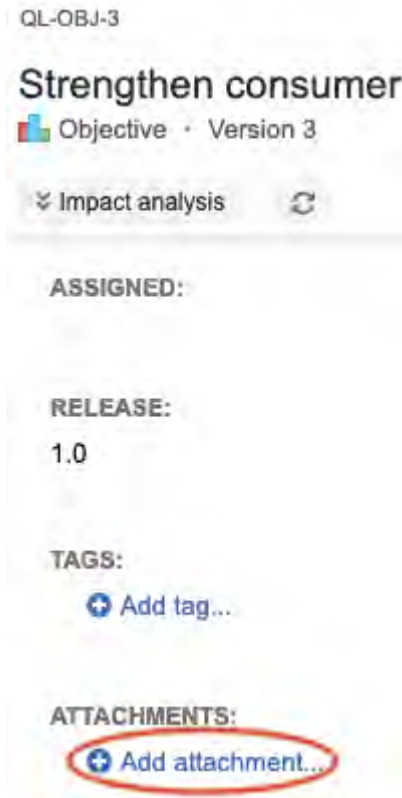 QL-OBJ-3
Strengthen consumer
Objective · Version 3
Impact analysis
ASSIGNED:
RELEASE:
1.0
TAGS:
Add tag...
ATTACHMENTS:
Add attachment...